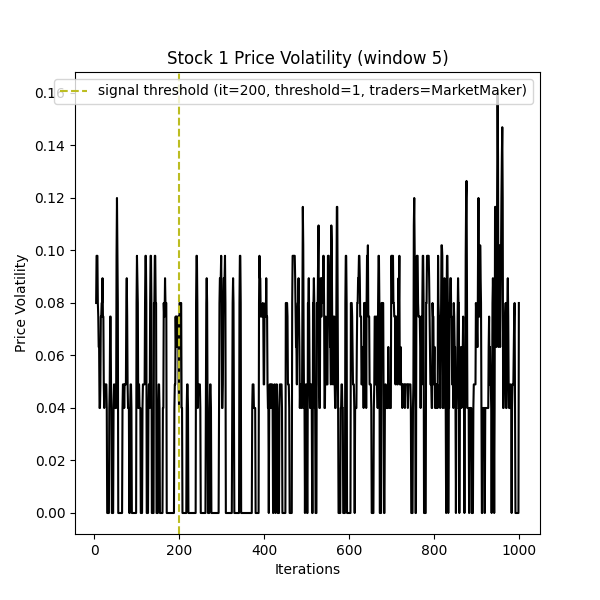 Stock 1 Price Volatility (window 5)
signal threshold (it=200, threshold=1, traders=MarketMaker)
Price Volatility
0.16
0.14
0.12
0.10
0.08
0.06
0.04
0.02
0.00
0 200 400 600 800 1000
Iterations